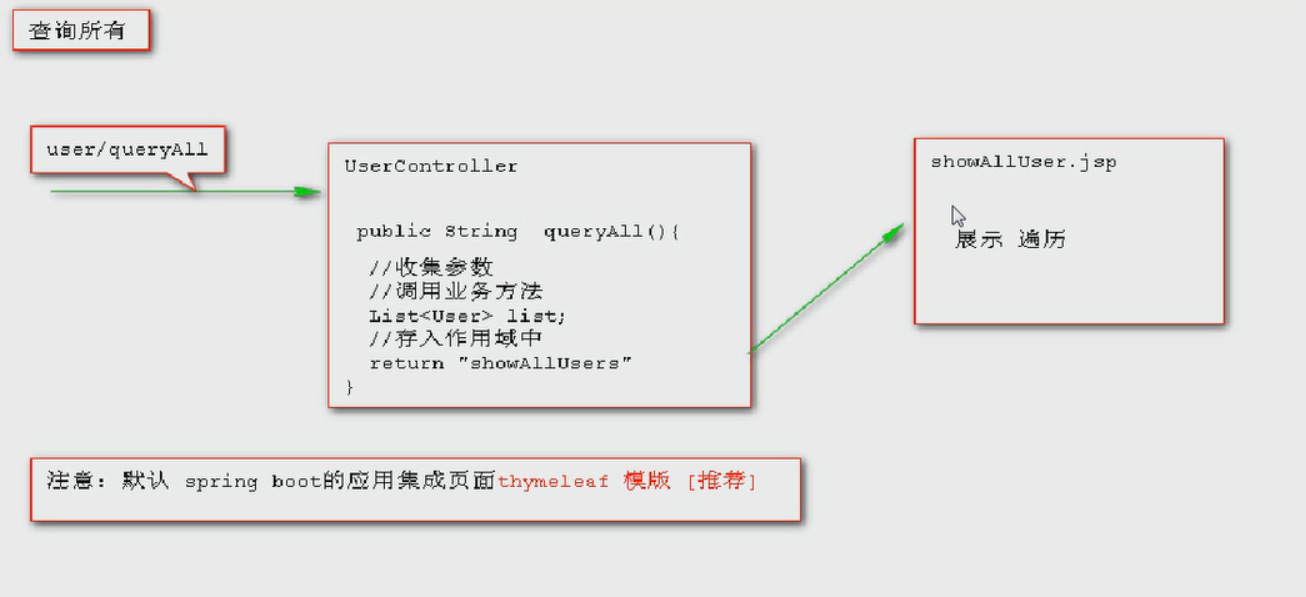 查询所有
user/queryAll
UserController
public String queryAll(){
//收集参数
//调用业务方法
List<User> list;
//存入作用域中
return "showAllUsers"
}
showAllUser.jsp
展示 遍历
注意: 默认 spring boot的应用集成页面thymeleaf 模版 [推荐]